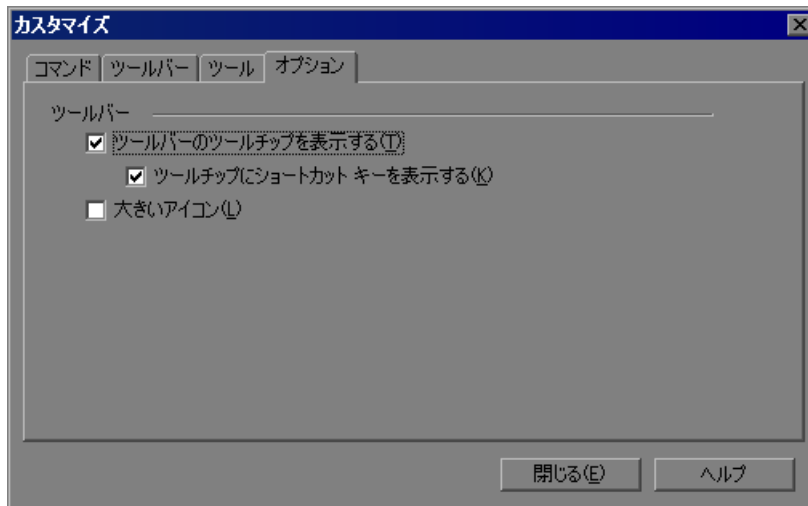 カスタマイズ
コマンド ツールバー ツール オプション
ツールバー
ツールバーのツールチップを表示する(T)
ツールチップにショートカット キーを表示する(K)
大きいアイコン(L)
閉じる(E) ヘルプ